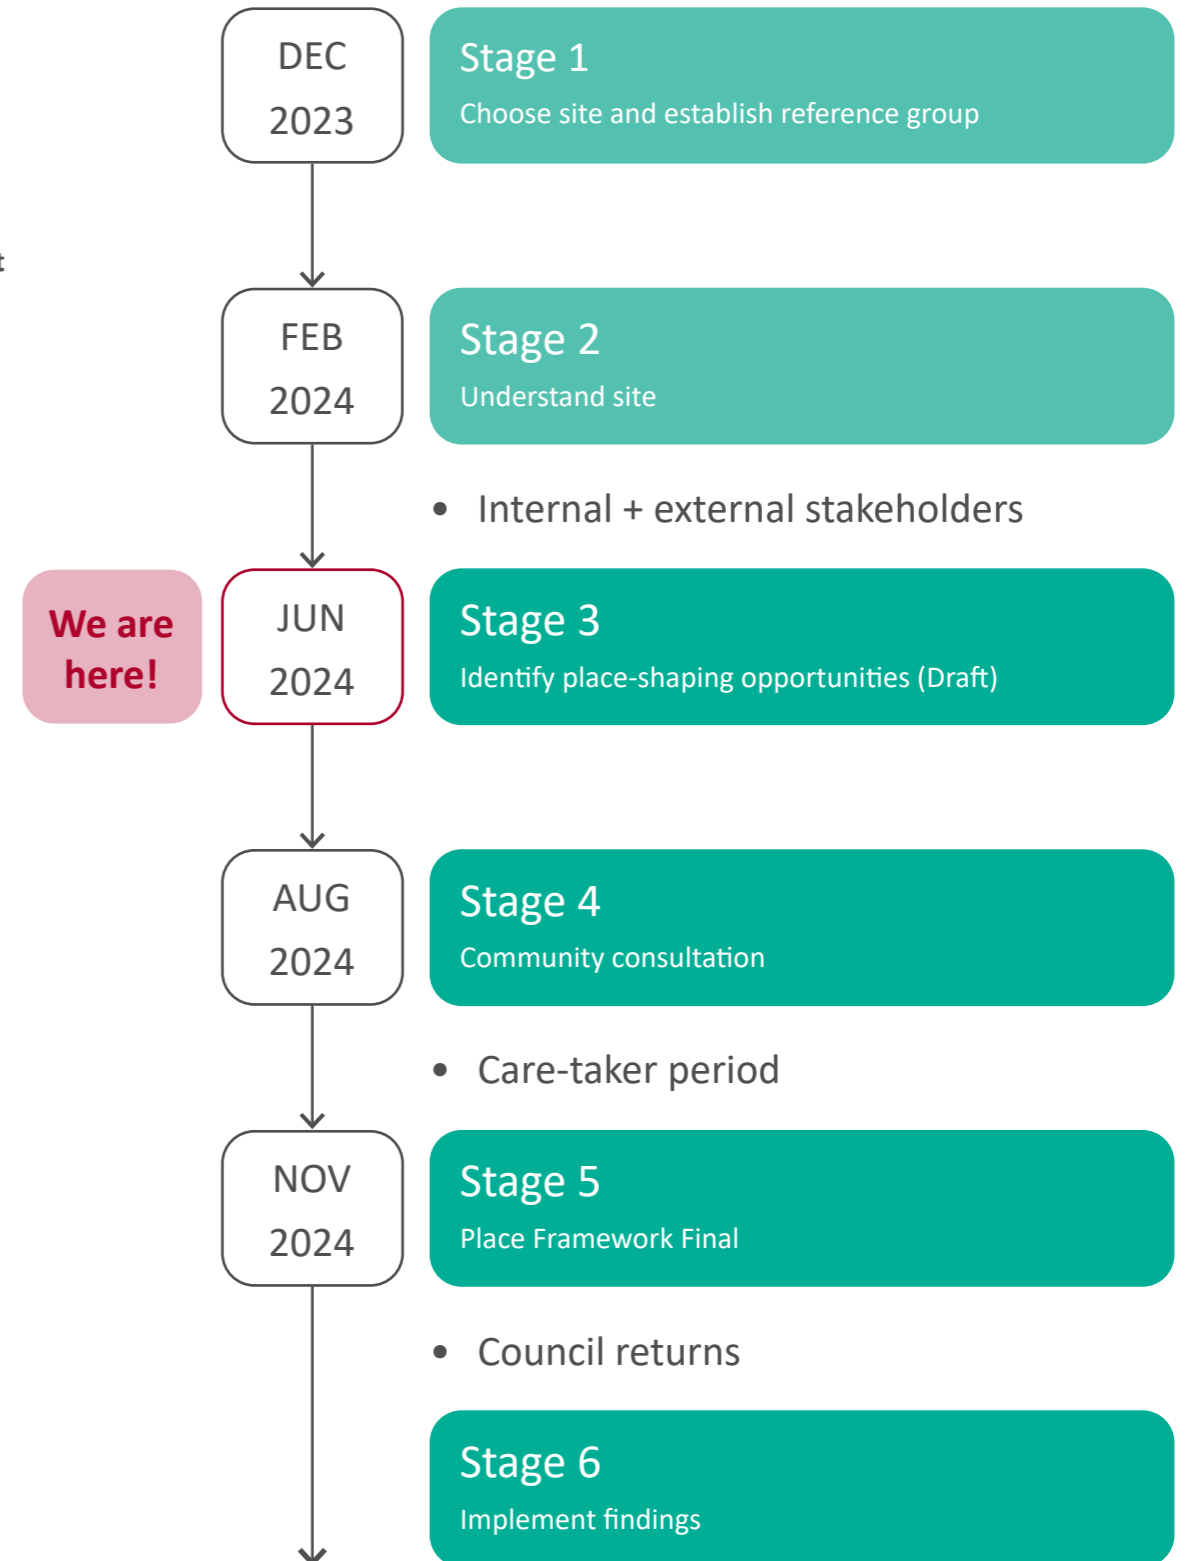 DEC
2023
Stage 1
Choose site and establish reference group
t
FEB
2024
Stage 2
Understand site
• Internal + external stakeholders
We are
here!
JUN
2024
Stage 3
Identify place-shaping opportunities (Draft)
AUG
2024
Stage 4
Community consultation
• Care-taker period
NOV
2024
Stage 5
Place Framework Final
• Council returns
Stage 6
Implement findings